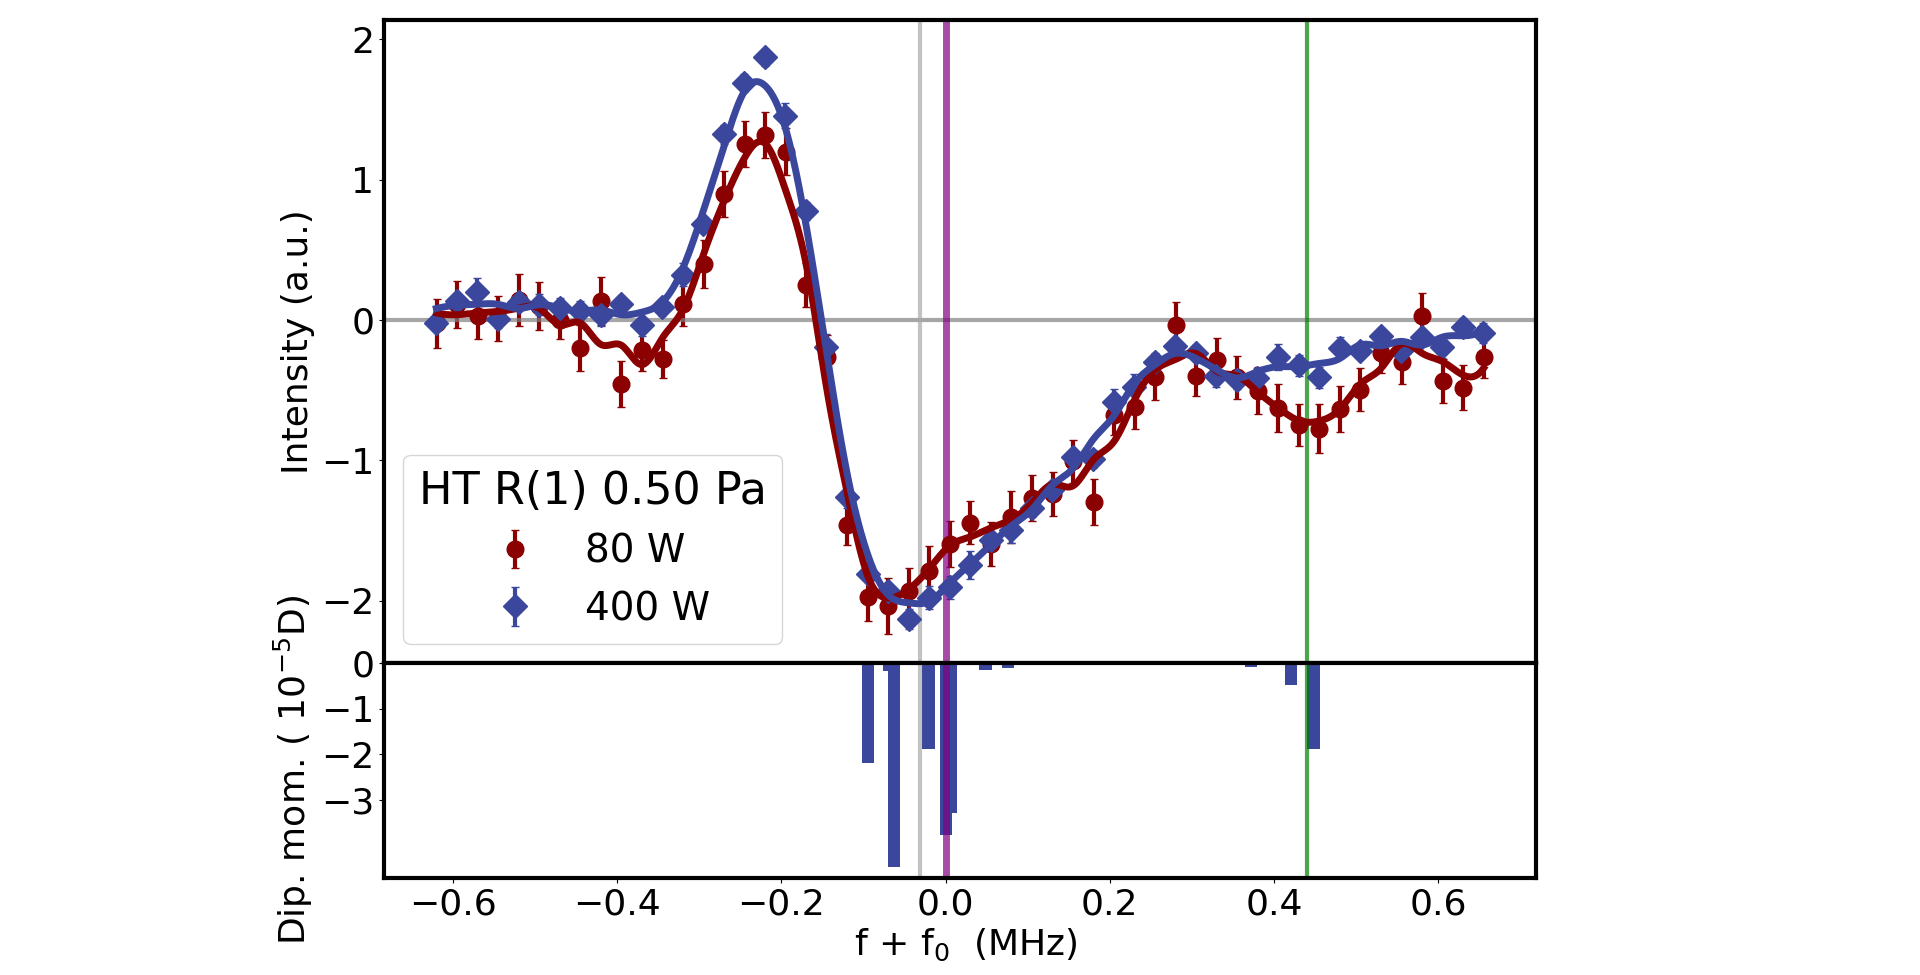 Intensity (a.u.)
2
1
0
−1
−2
HT R(1) 0.50 Pa
80 W
400 W
Dip. mom. ( 10⁻⁵D)
0
−1
−2
−3
−0.6 −0.4 −0.2 0.0 0.2 0.4 0.6
f + f₀ (MHz)